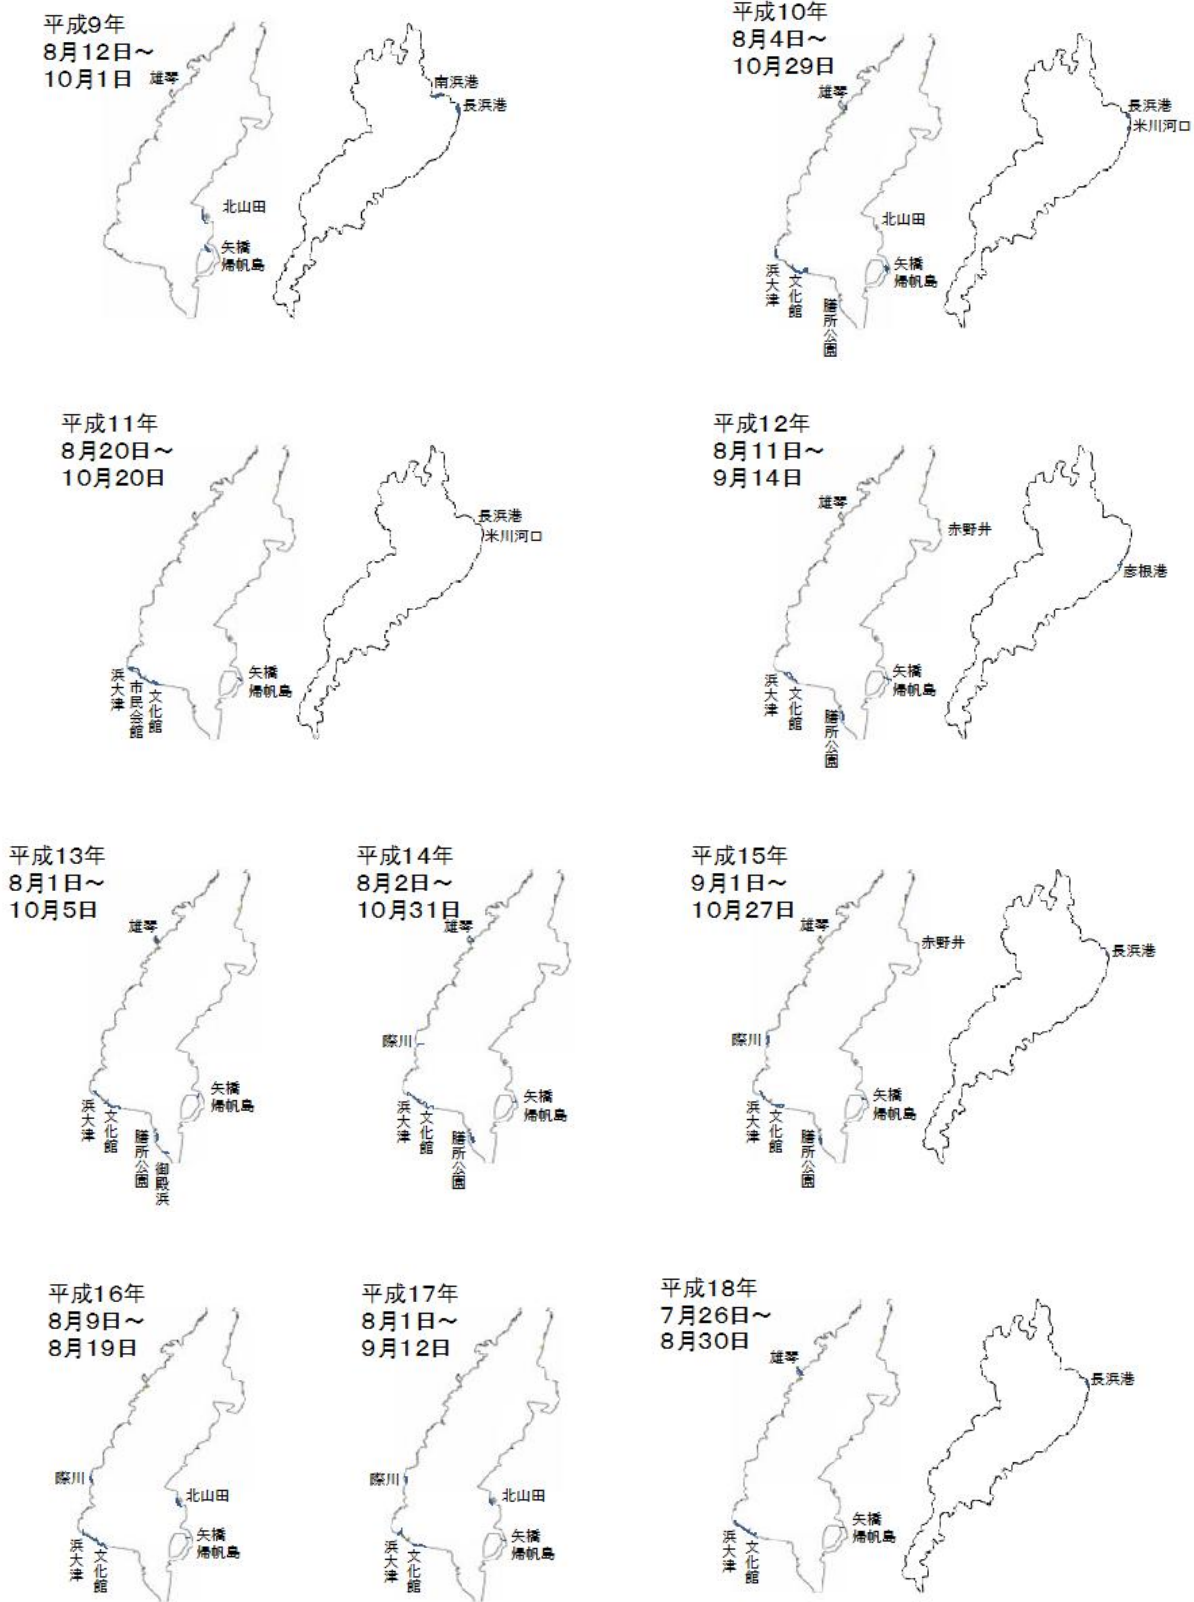 平成9年
8月12日～
10月1日
雄琴
南浜港
長浜港
北山田
矢橋
帰帆島
平成10年
8月4日～
10月29日
雄琴
長浜港
米川河口
北山田
矢橋
帰帆島
浜大津
文化館
膳所公園
平成11年
8月20日～
10月20日
長浜港
米川河口
矢橋
帰帆島
浜大津
市民会館
文化館
平成12年
8月11日～
9月14日
雄琴
赤野井
彦根港
矢橋
帰帆島
浜大津
文化館
膳所公園
平成13年
8月1日～
10月5日
雄琴
矢橋
帰帆島
浜大津
文化館
膳所公園
御殿浜
平成14年
8月2日～
10月31日
雄琴
際川
矢橋
帰帆島
浜大津
文化館
膳所公園
平成15年
9月1日～
10月27日
雄琴
赤野井
長浜港
際川
矢橋
帰帆島
浜大津
文化館
膳所公園
平成16年
8月9日～
8月19日
際川
北山田
矢橋
帰帆島
浜大津
文化館
平成17年
8月1日～
9月12日
際川
北山田
矢橋
帰帆島
浜大津
文化館
平成18年
7月26日～
8月30日
雄琴
長浜港
矢橋
帰帆島
浜大津
文化館